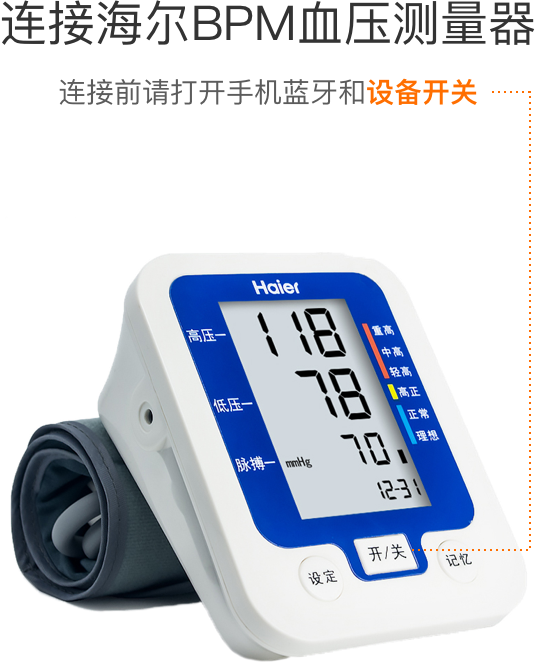 连接海尔BPM血压测量器
连接前请打开手机蓝牙和设备开关
Haier
高压
118
重高
中高
轻高
低压
78
高正
正常
理想
脉搏
mmHg
70
12-31
设定
开/关
记忆